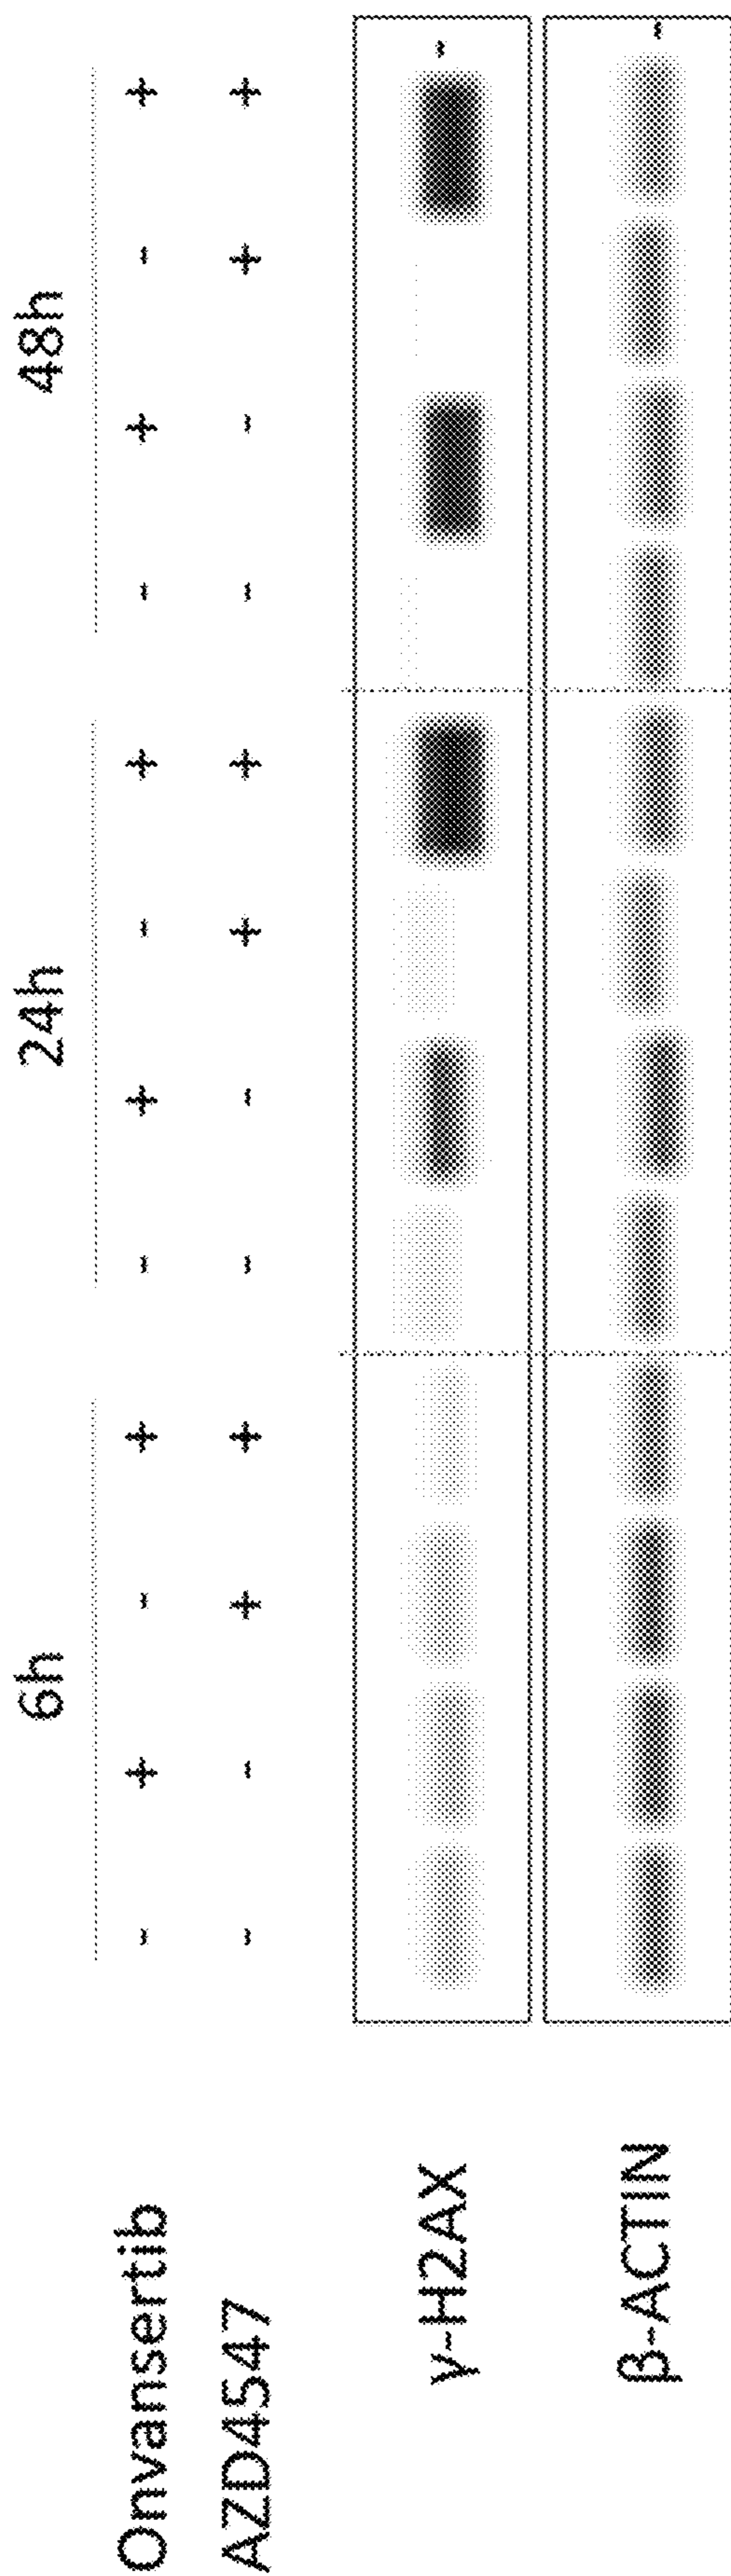 6h 24h 48h
Onvansertib - + - + - + - + - + - +
AZD4547 - - + + - - + + - - + +
γ-H2AX -
β-ACTIN -